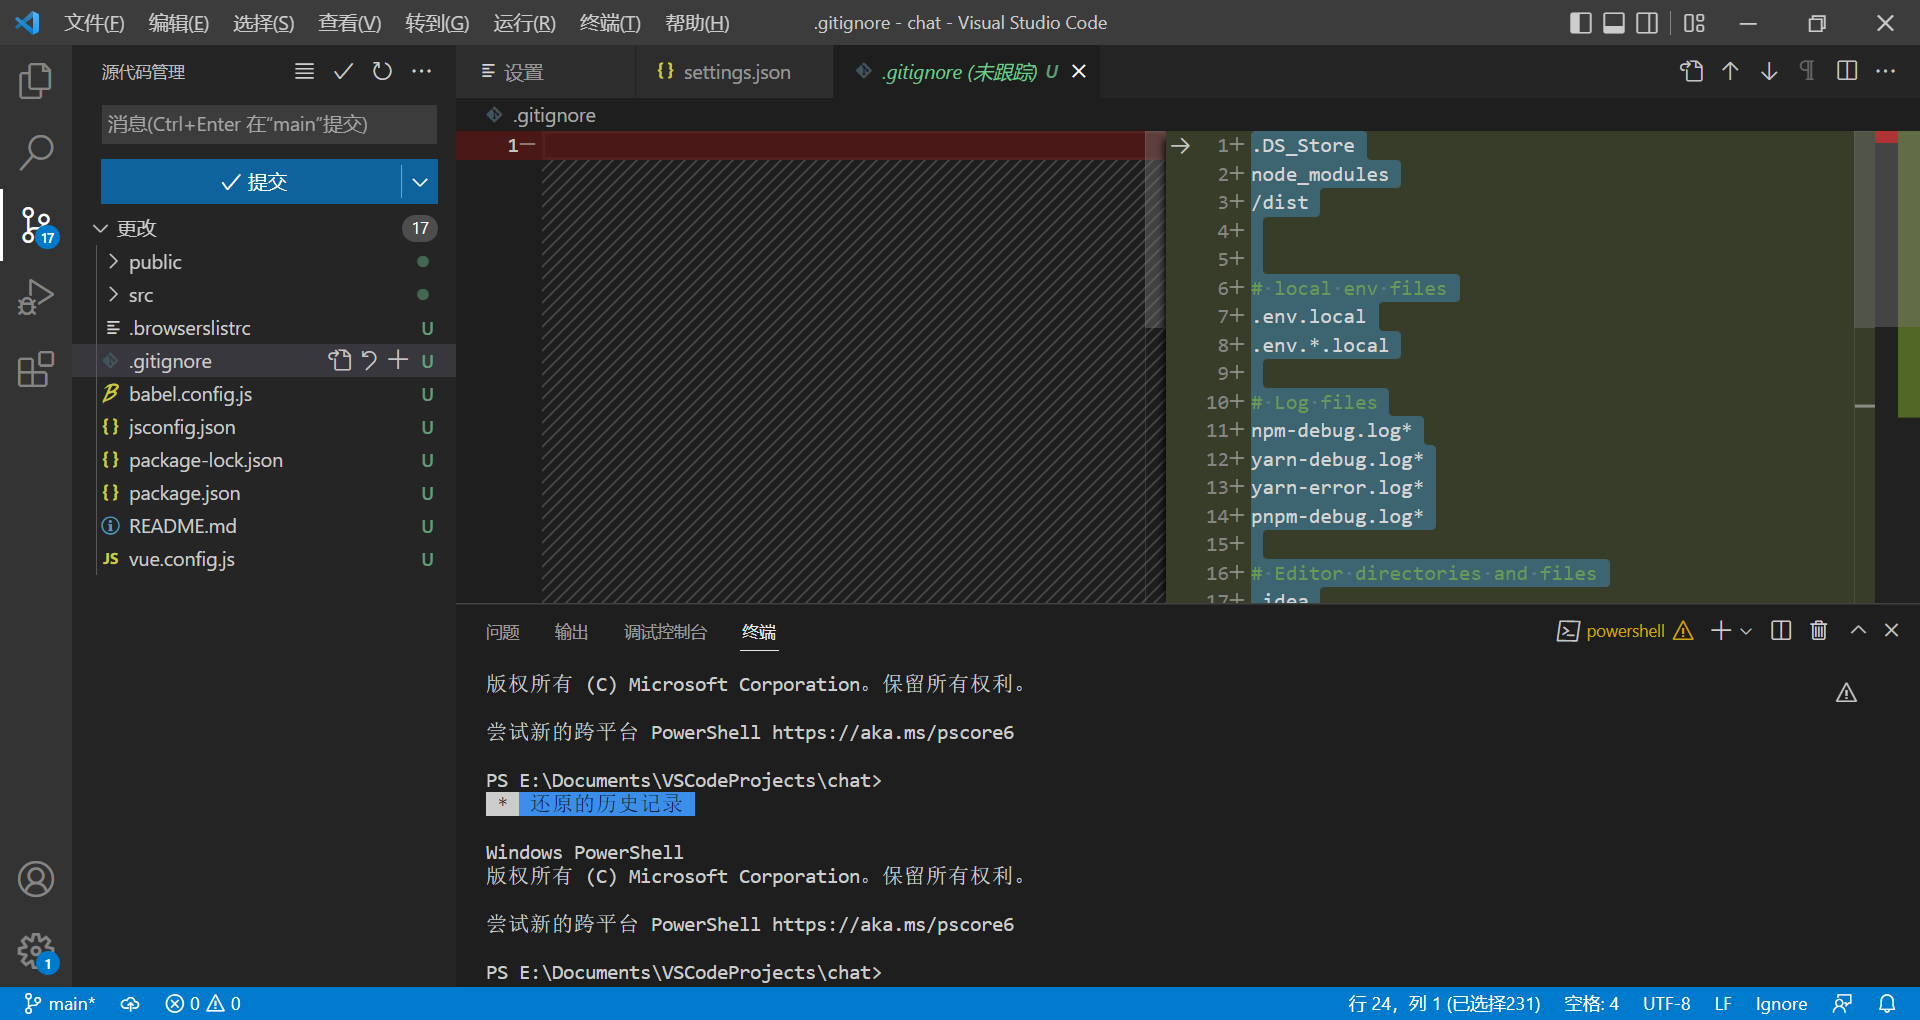 文件(F) 编辑(E) 选择(S) 查看(V) 转到(G) 运行(R) 终端(T) 帮助(H) .gitignore - chat - Visual Studio Code
源代码管理
消息(Ctrl+Enter 在“main”提交)
提交
更改 17
public
src
.browserslistrc U
.gitignore U
babel.config.js U
jsconfig.json U
package-lock.json U
package.json U
README.md U
JS vue.config.js U
17
1
设置 settings.json .gitignore (未跟踪) U
.gitignore
1
1+ .DS_Store
2+ node_modules
3+ /dist
4+
5+
6+ # local env files
7+ .env.local
8+ .env.*.local
9+
10+ # Log files
11+ npm-debug.log*
12+ yarn-debug.log*
13+ yarn-error.log*
14+ pnpm-debug.log*
15+
16+ # Editor directories and files
17+ .idea
问题 输出 调试控制台 终端 powershell
版权所有 (C) Microsoft Corporation。保留所有权利。
尝试新的跨平台 PowerShell https://aka.ms/pscore6
PS E:\Documents\VSCodeProjects\chat>
* 还原的历史记录
Windows PowerShell
版权所有 (C) Microsoft Corporation。保留所有权利。
尝试新的跨平台 PowerShell https://aka.ms/pscore6
PS E:\Documents\VSCodeProjects\chat>
main* 0 0 行 24，列 1 (已选择231) 空格: 4 UTF-8 LF Ignore